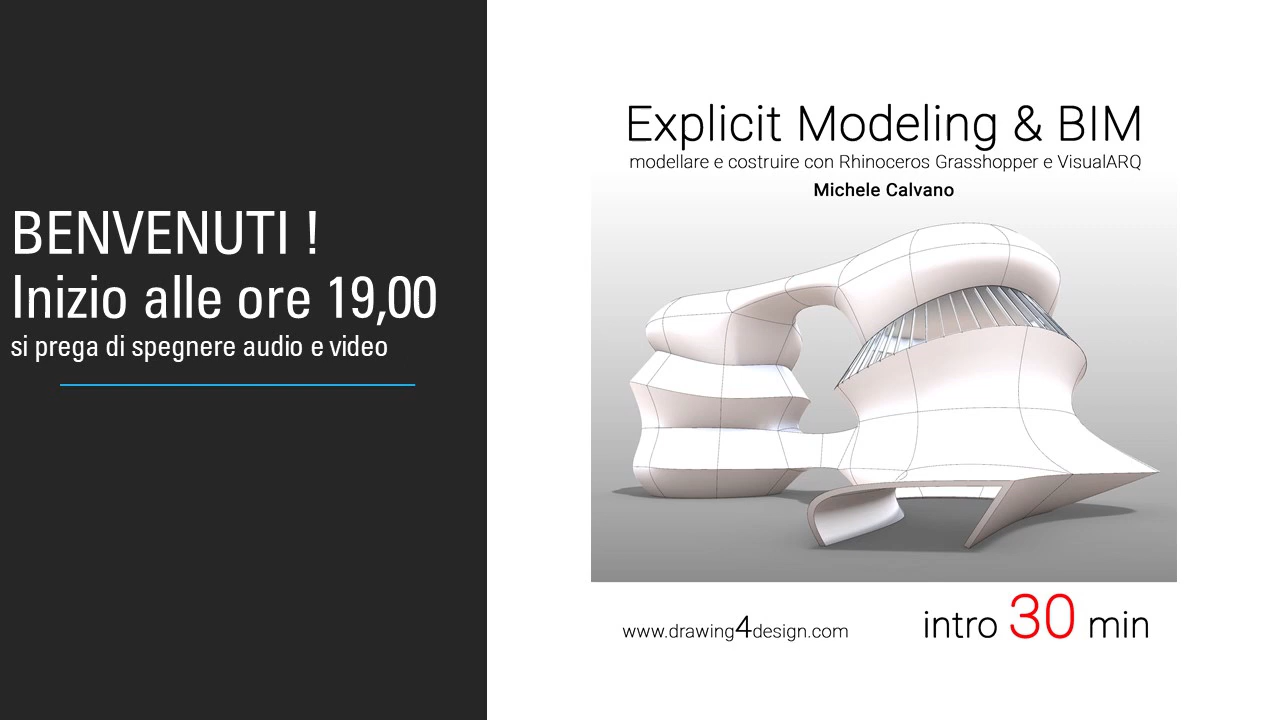 BENVENUTI !
Inizio alle ore 19,00
si prega di spegnere audio e video
Explicit Modeling & BIM
modellare e costruire con Rhinoceros Grasshopper e VisualARQ
Michele Calvano
www.drawing4design.com
intro 30 min